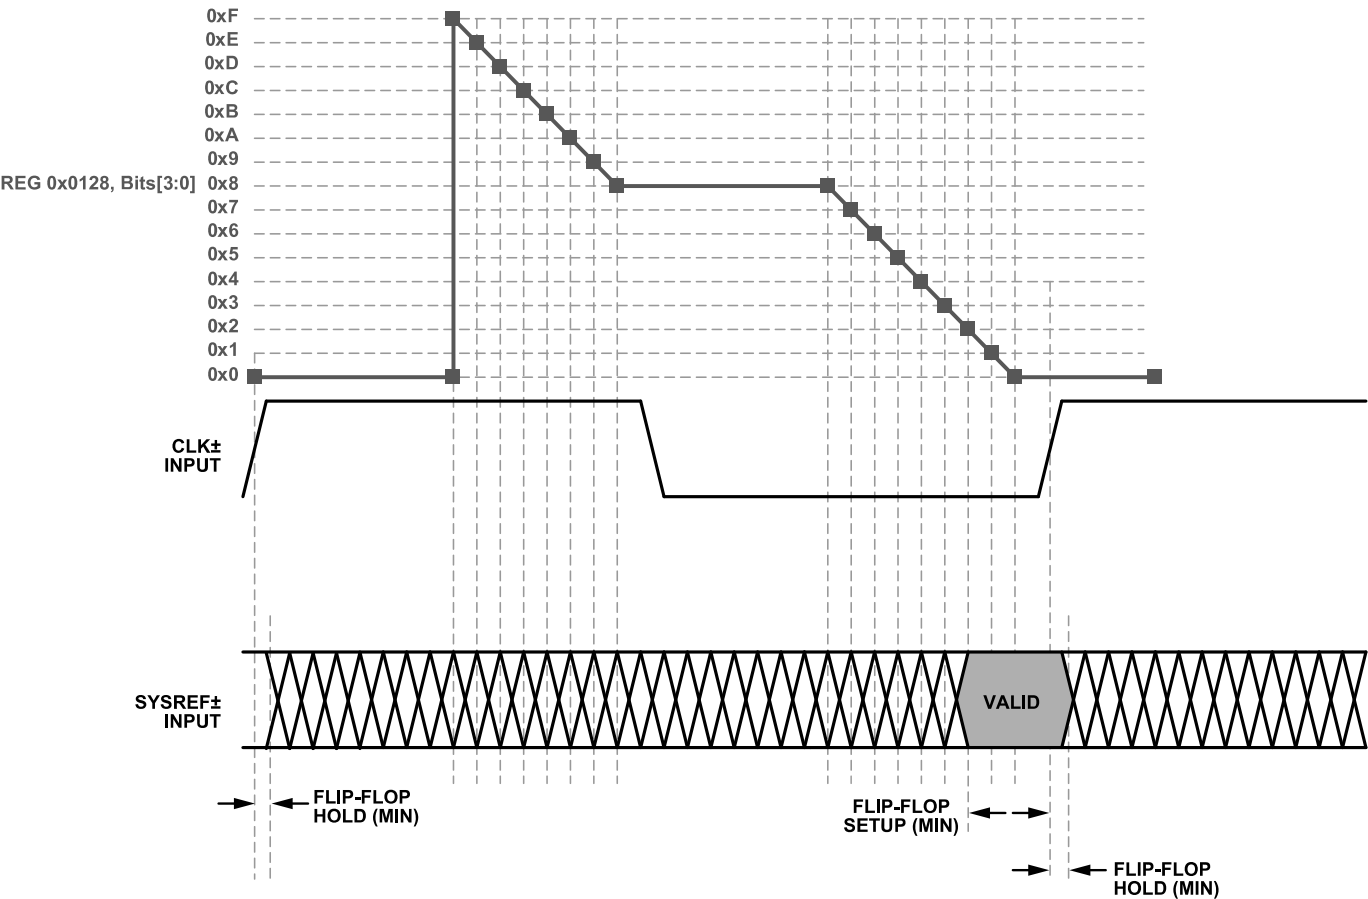 0xF
0xE
0xD
0xC
0xB
0xA
0x9
REG 0x0128, Bits[3:0] 0x8
0x7
0x6
0x5
0x4
0x3
0x2
0x1
0x0
CLK±
INPUT
SYSREF±
INPUT
VALID
FLIP-FLOP
HOLD (MIN)
FLIP-FLOP
SETUP (MIN)
FLIP-FLOP
HOLD (MIN)